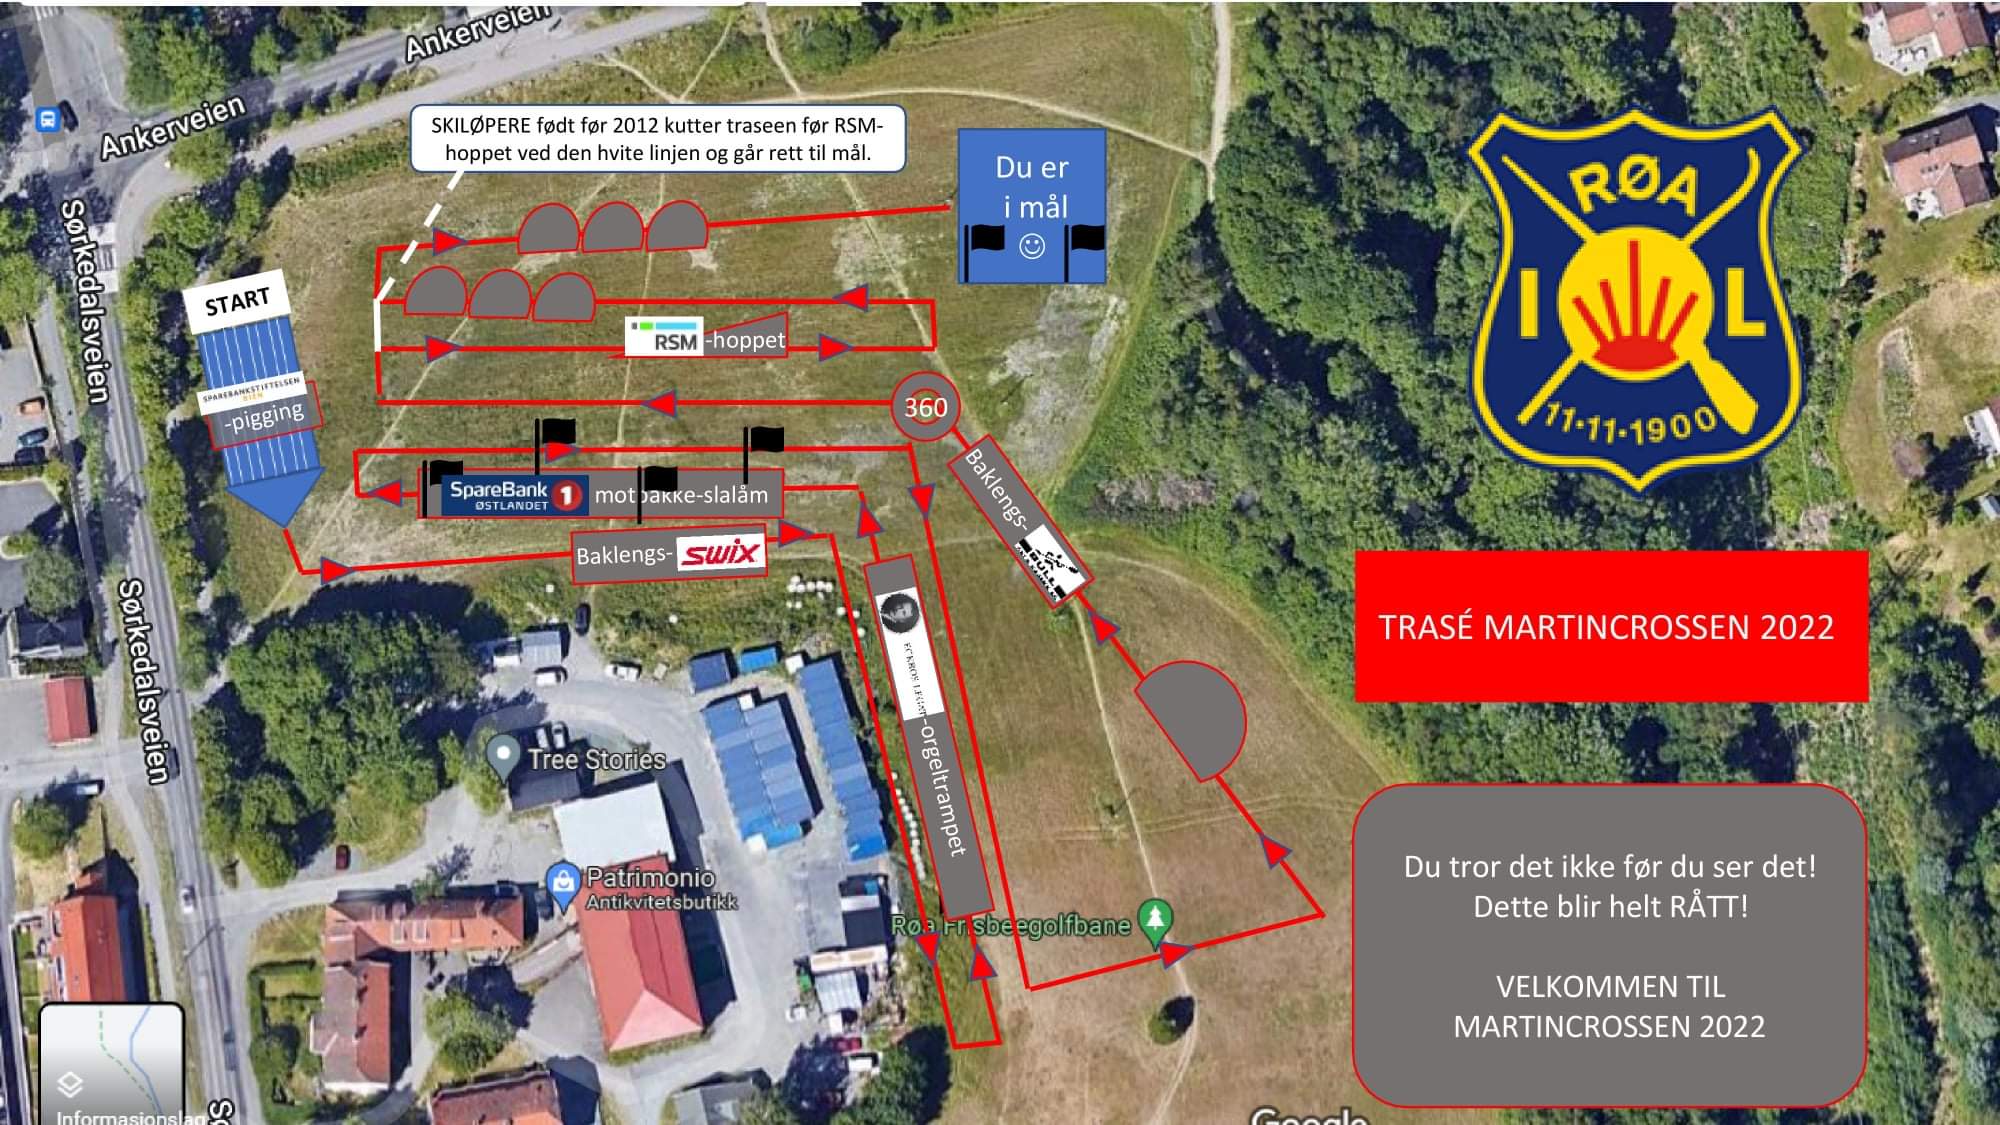 Ankerveien
Ankerveien
SKILØPERE født før 2012 kutter traseen før RSM-
hoppet ved den hvite linjen og går rett til mål.
Du er
i mål
RØA
I L
11·11·1900
Sørkedalsveien
START
SPAREBANKSTIFTELSEN
-pigging
RSM -hoppet
360
SpareBank 1
ØSTLANDET
motbakke-slalåm
Baklengs-
Baklengs- swix
TRASÉ MARTINCROSSEN 2022
Sørkedalsveien
-orgeltrampet
Tree Stories
Patrimonio
Antikvitetsbutikk
Røa Frisbeegolfbane
Du tror det ikke før du ser det!
Dette blir helt RÅTT!
VELKOMMEN TIL
MARTINCROSSEN 2022
Informasjonslag
Google